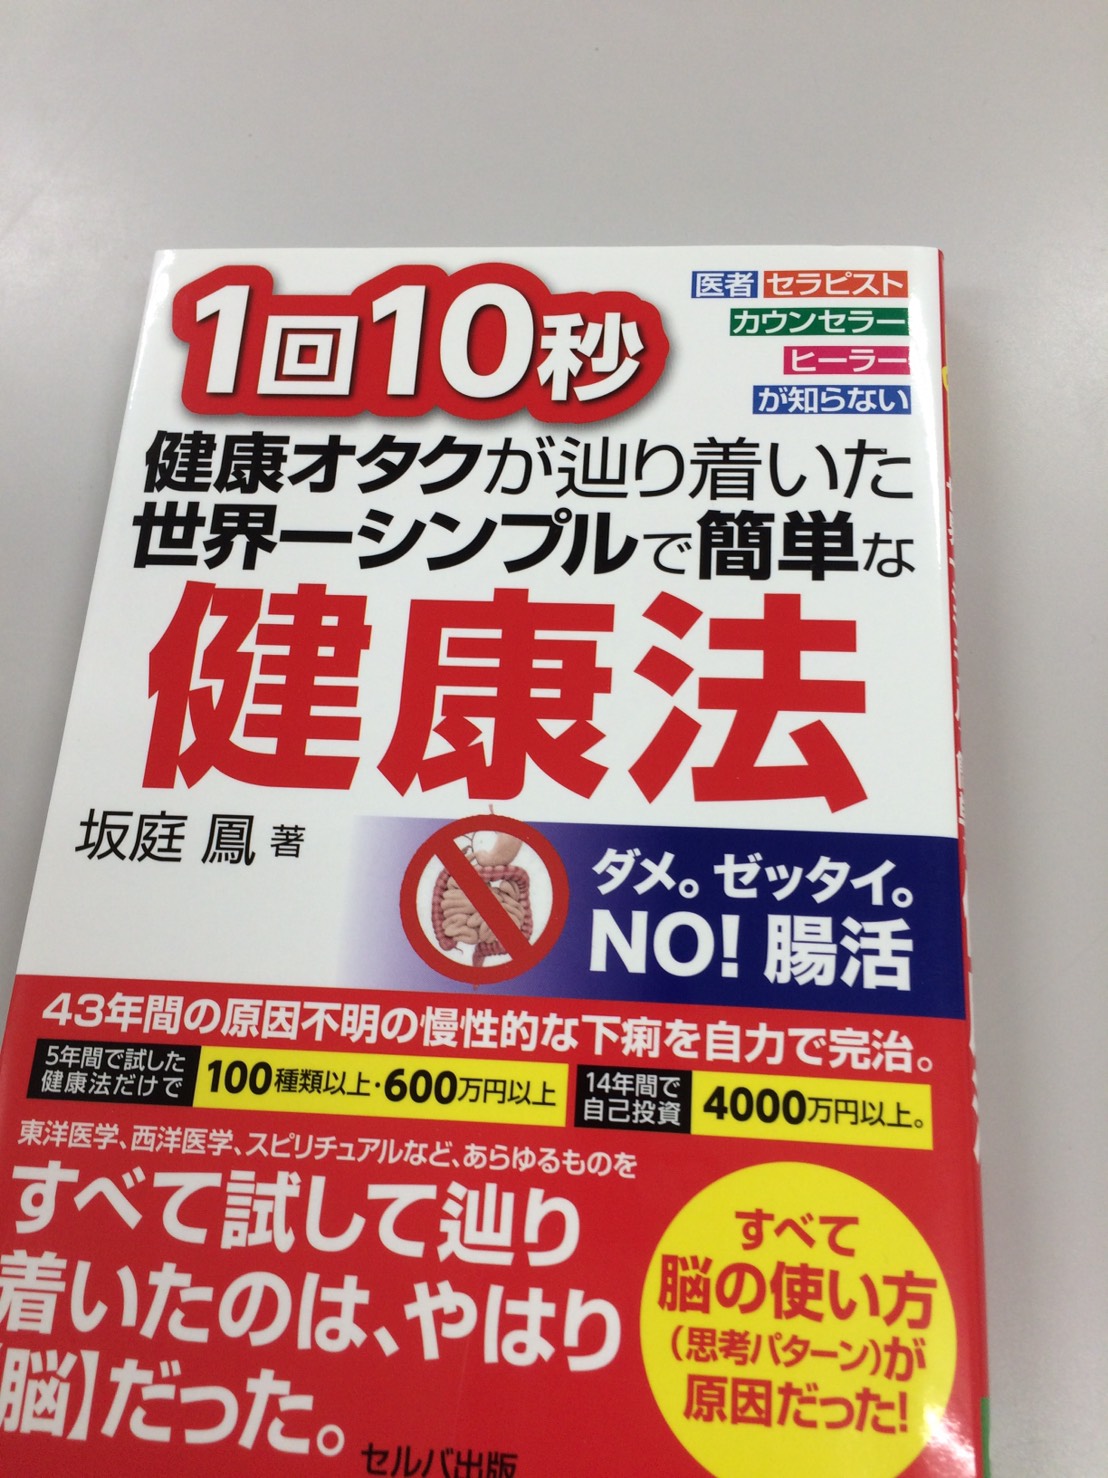 1回10秒
医者 セラピスト
カウンセラー
ヒーラー
が知らない
健康オタクが辿り着いた
世界一シンプルで簡単な
健康法
坂庭 鳳 著
ダメ。ゼッタイ。
NO! 腸活
43年間の原因不明の慢性的な下痢を自力で完治。
5年間で試した
健康法だけで
100種類以上・600万円以上
14年間で
自己投資
4000万円以上。
東洋医学、西洋医学、スピリチュアルなど、あらゆるものを
すべて試して辿り
着いたのは、やはり
【脳】だった。
すべて
脳の使い方
(思考パターン)が
原因だった!
セルバ出版